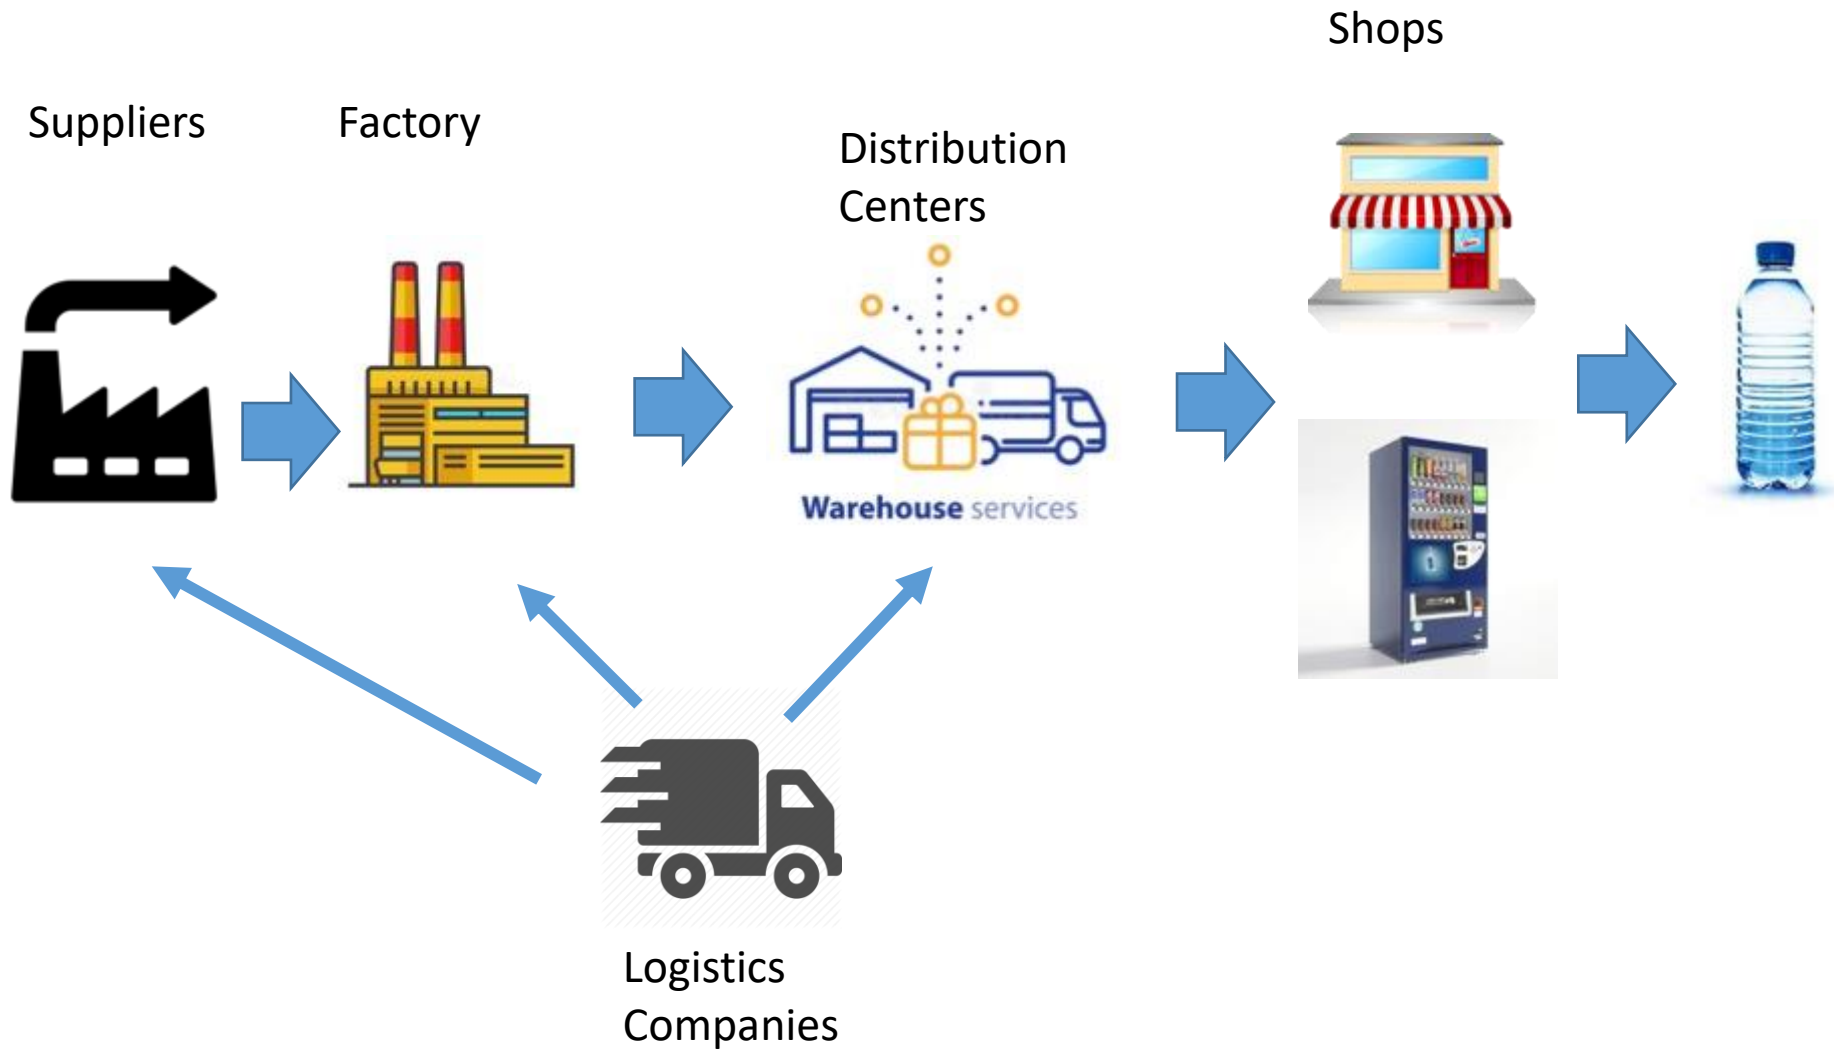 Shops
Suppliers
Factory
Distribution
Centers
Warehouse services
Logistics
Companies